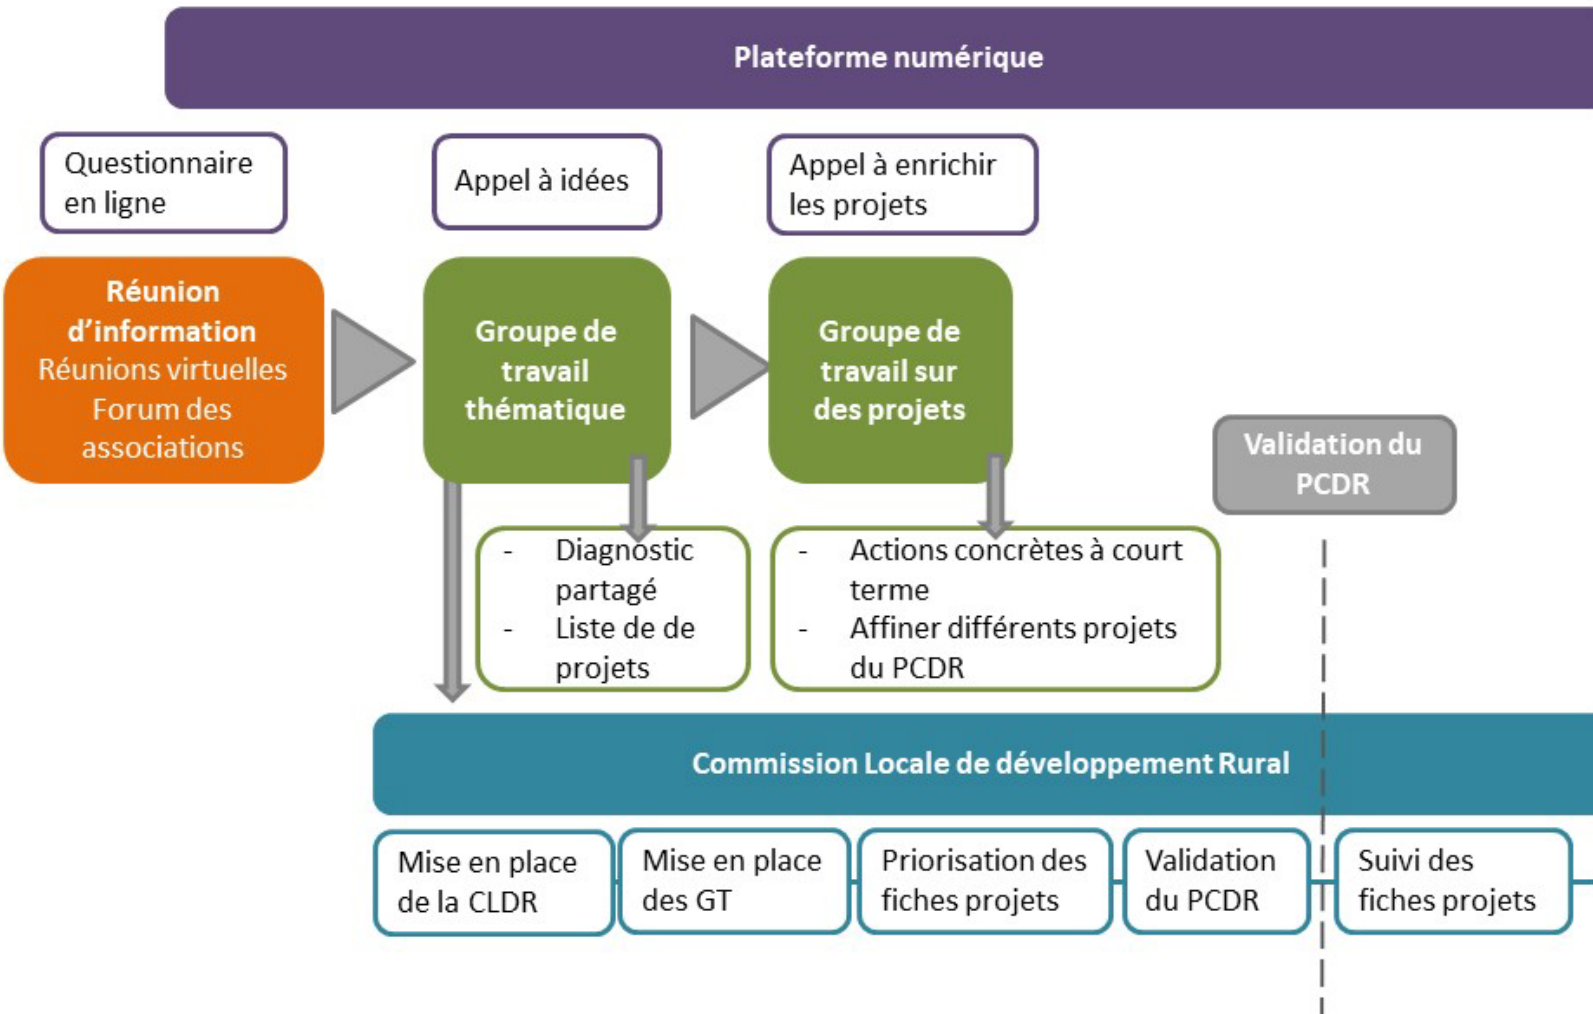 Plateforme numérique
Questionnaire
en ligne
Appel à idées
Appel à enrichir
les projets
Réunion
d'information
Réunions virtuelles
Forum des
associations
Groupe de
travail
thématique
Groupe de
travail sur
des projets
Validation du
PCDR
- Diagnostic
partagé
- Liste de de
projets
- Actions concrètes à court
terme
- Affiner différents projets
du PCDR
Commission Locale de développement Rural
Mise en place
de la CLDR
Mise en place
des GT
Priorisation des
fiches projets
Validation
du PCDR
Suivi des
fiches projets